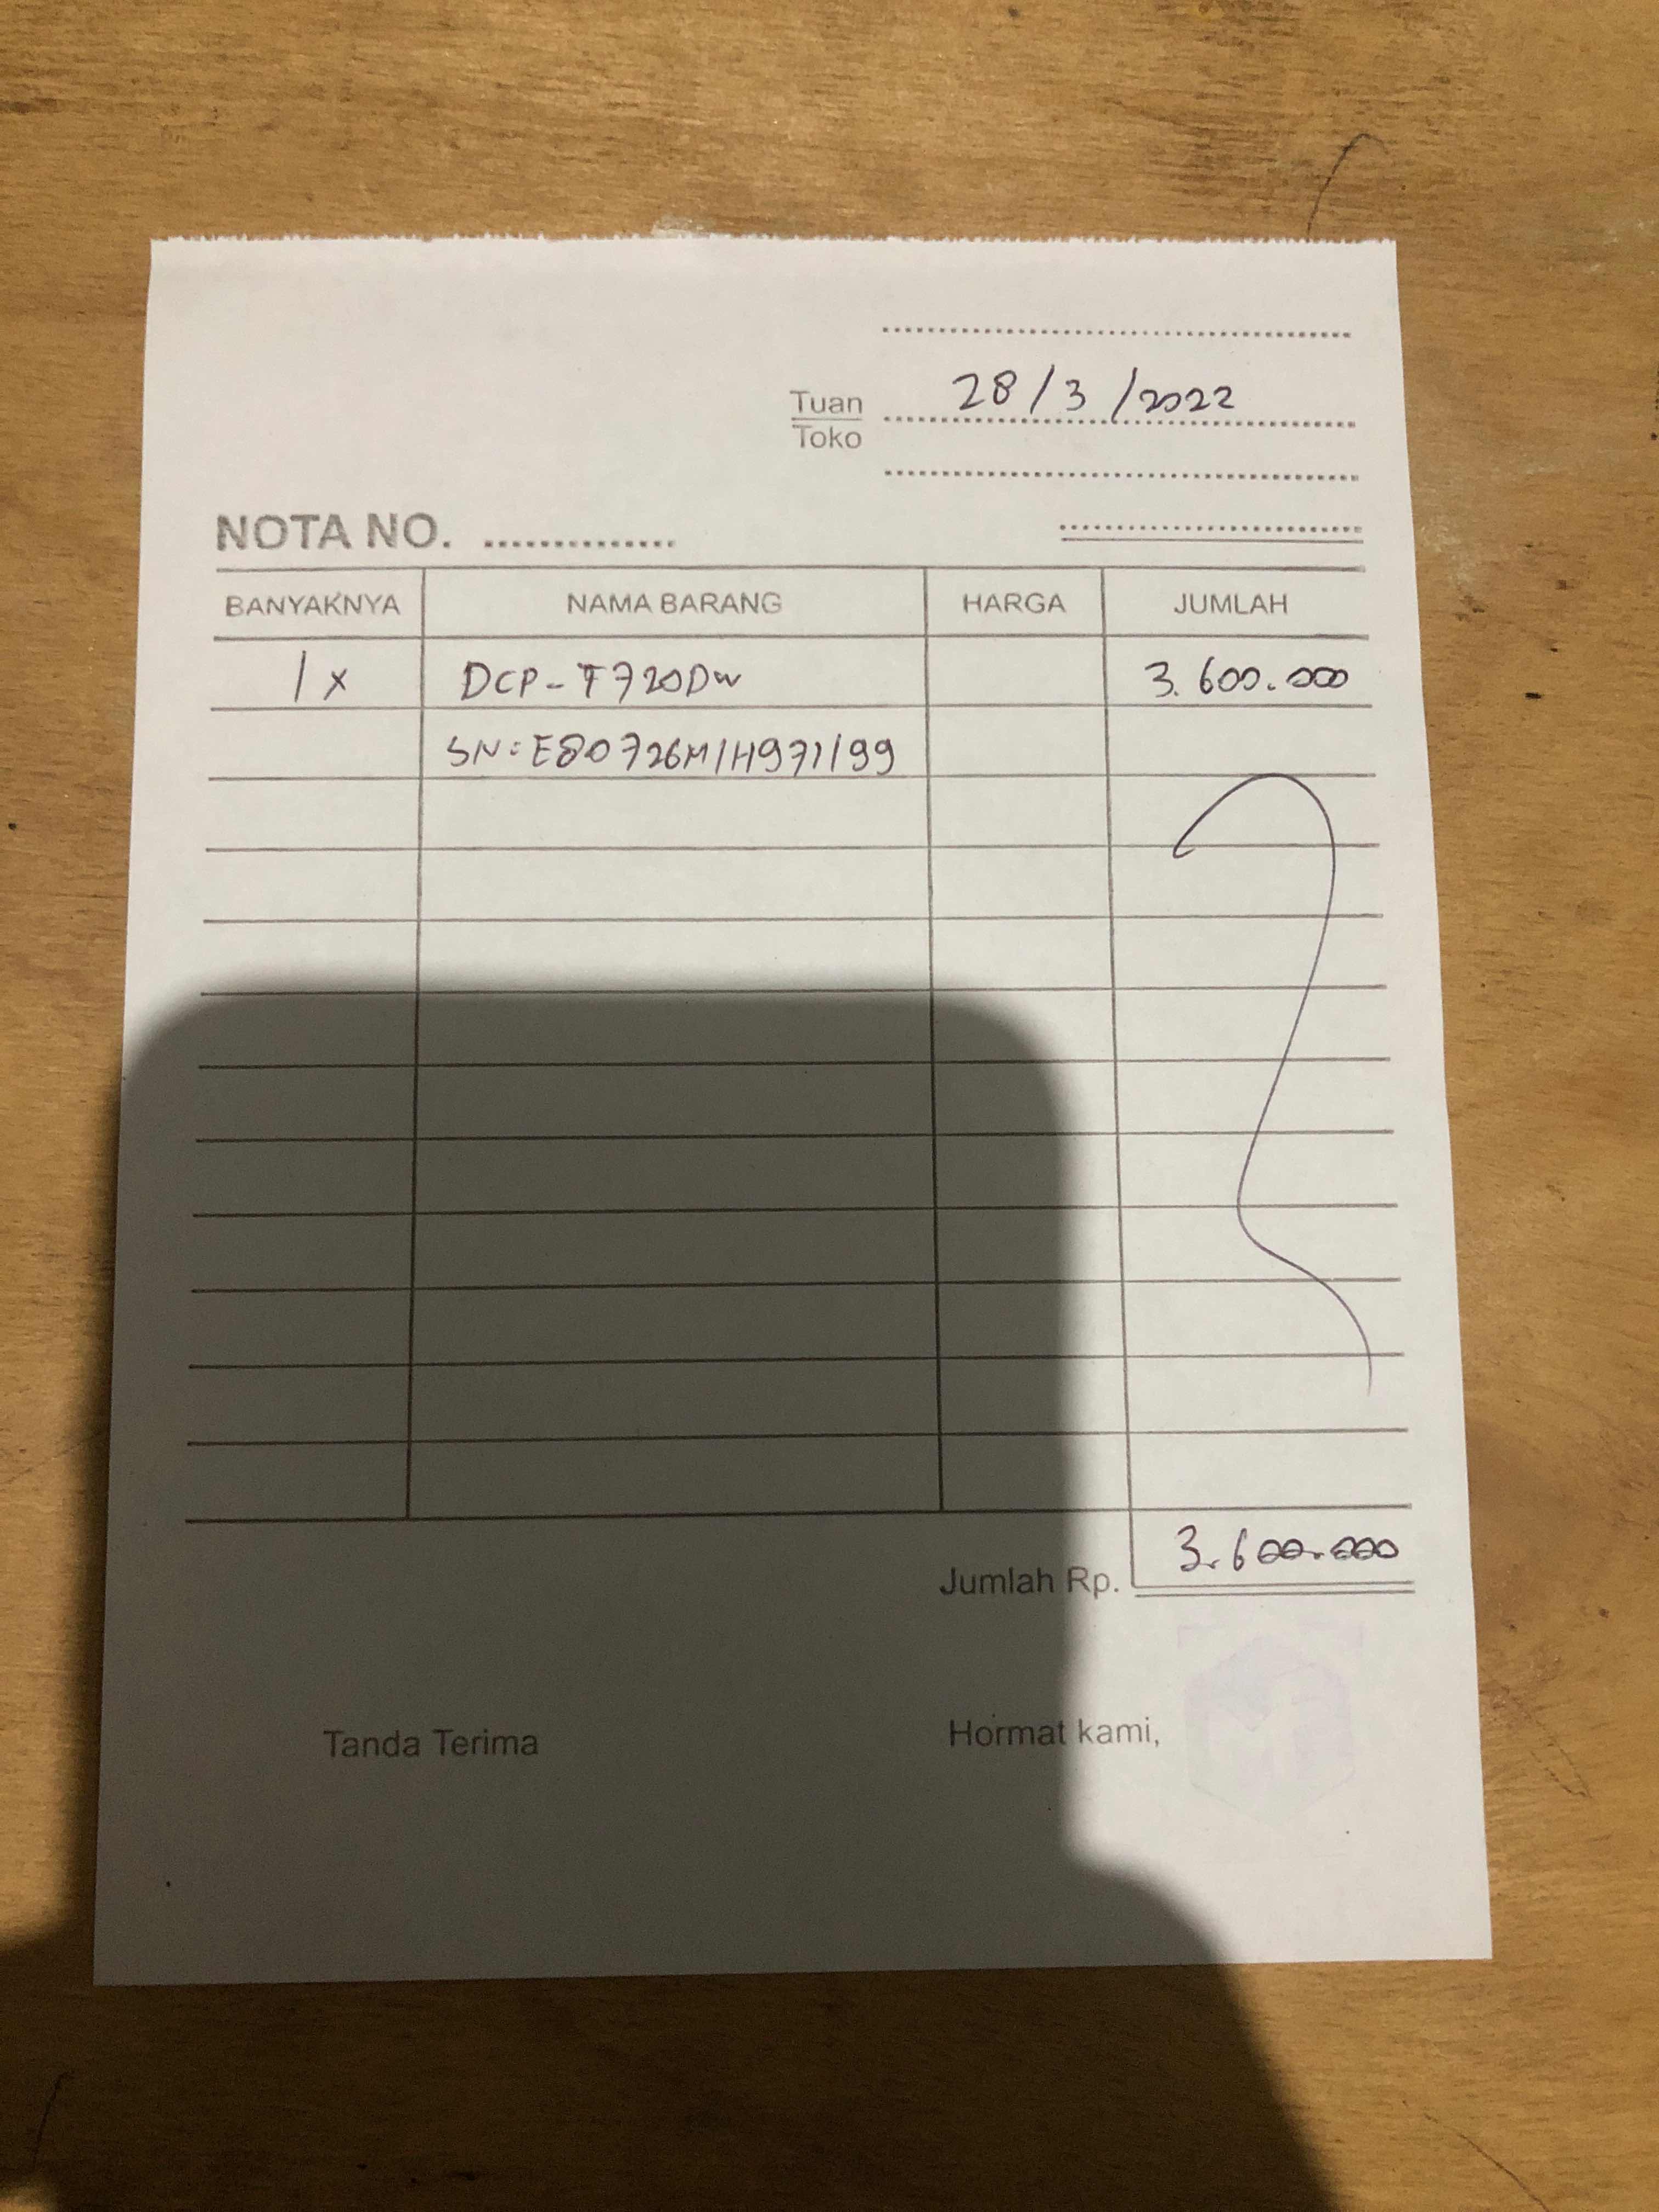 28/3/2022
Tuan
Toko
NOTA NO.
BANYAKNYA NAMA BARANG HARGA JUMLAH
1x DCP-T720DW 3.600.000
SN: E80726M1H971199
Jumlah Rp. 3.600.000
Tanda Terima Hormat kami,